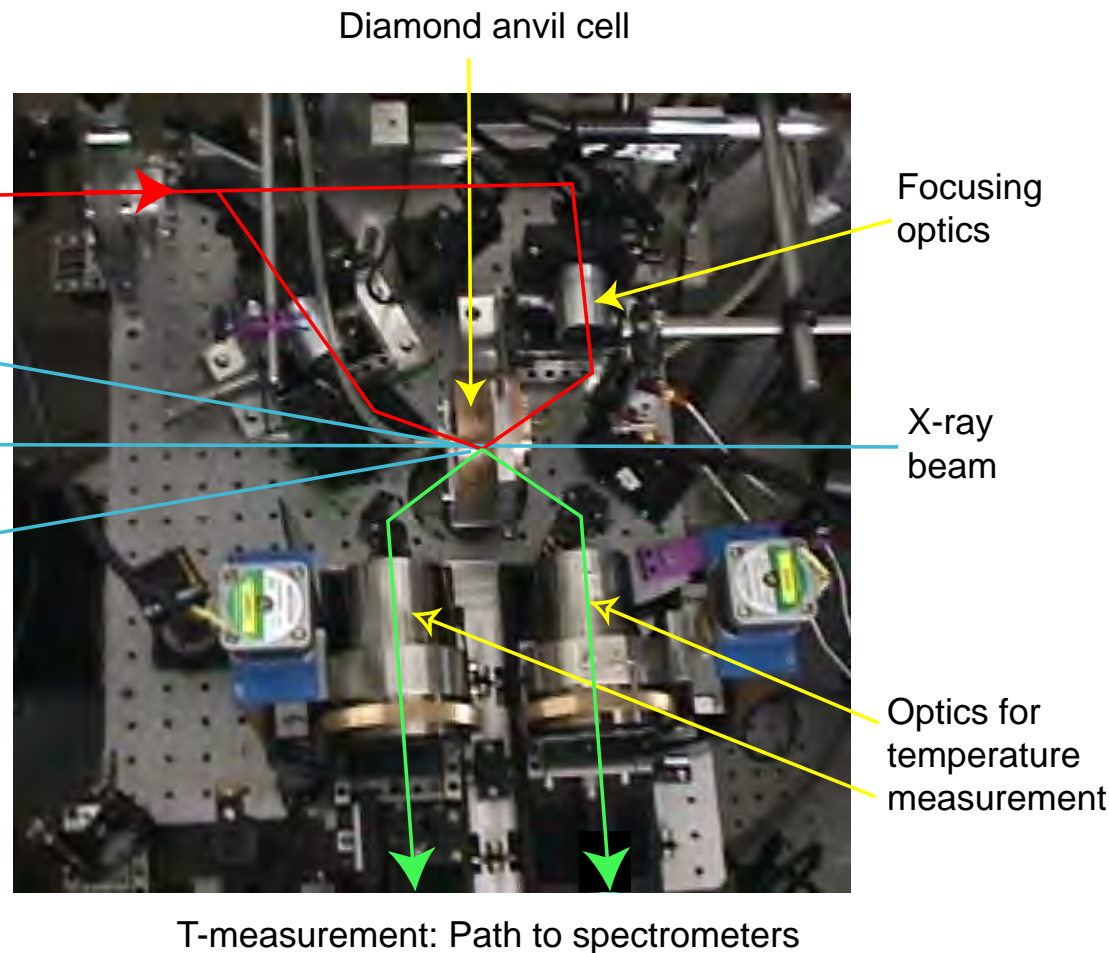 Diamond anvil cell
Focusing
optics
X-ray
beam
Optics for
temperature
measurement
T-measurement: Path to spectrometers